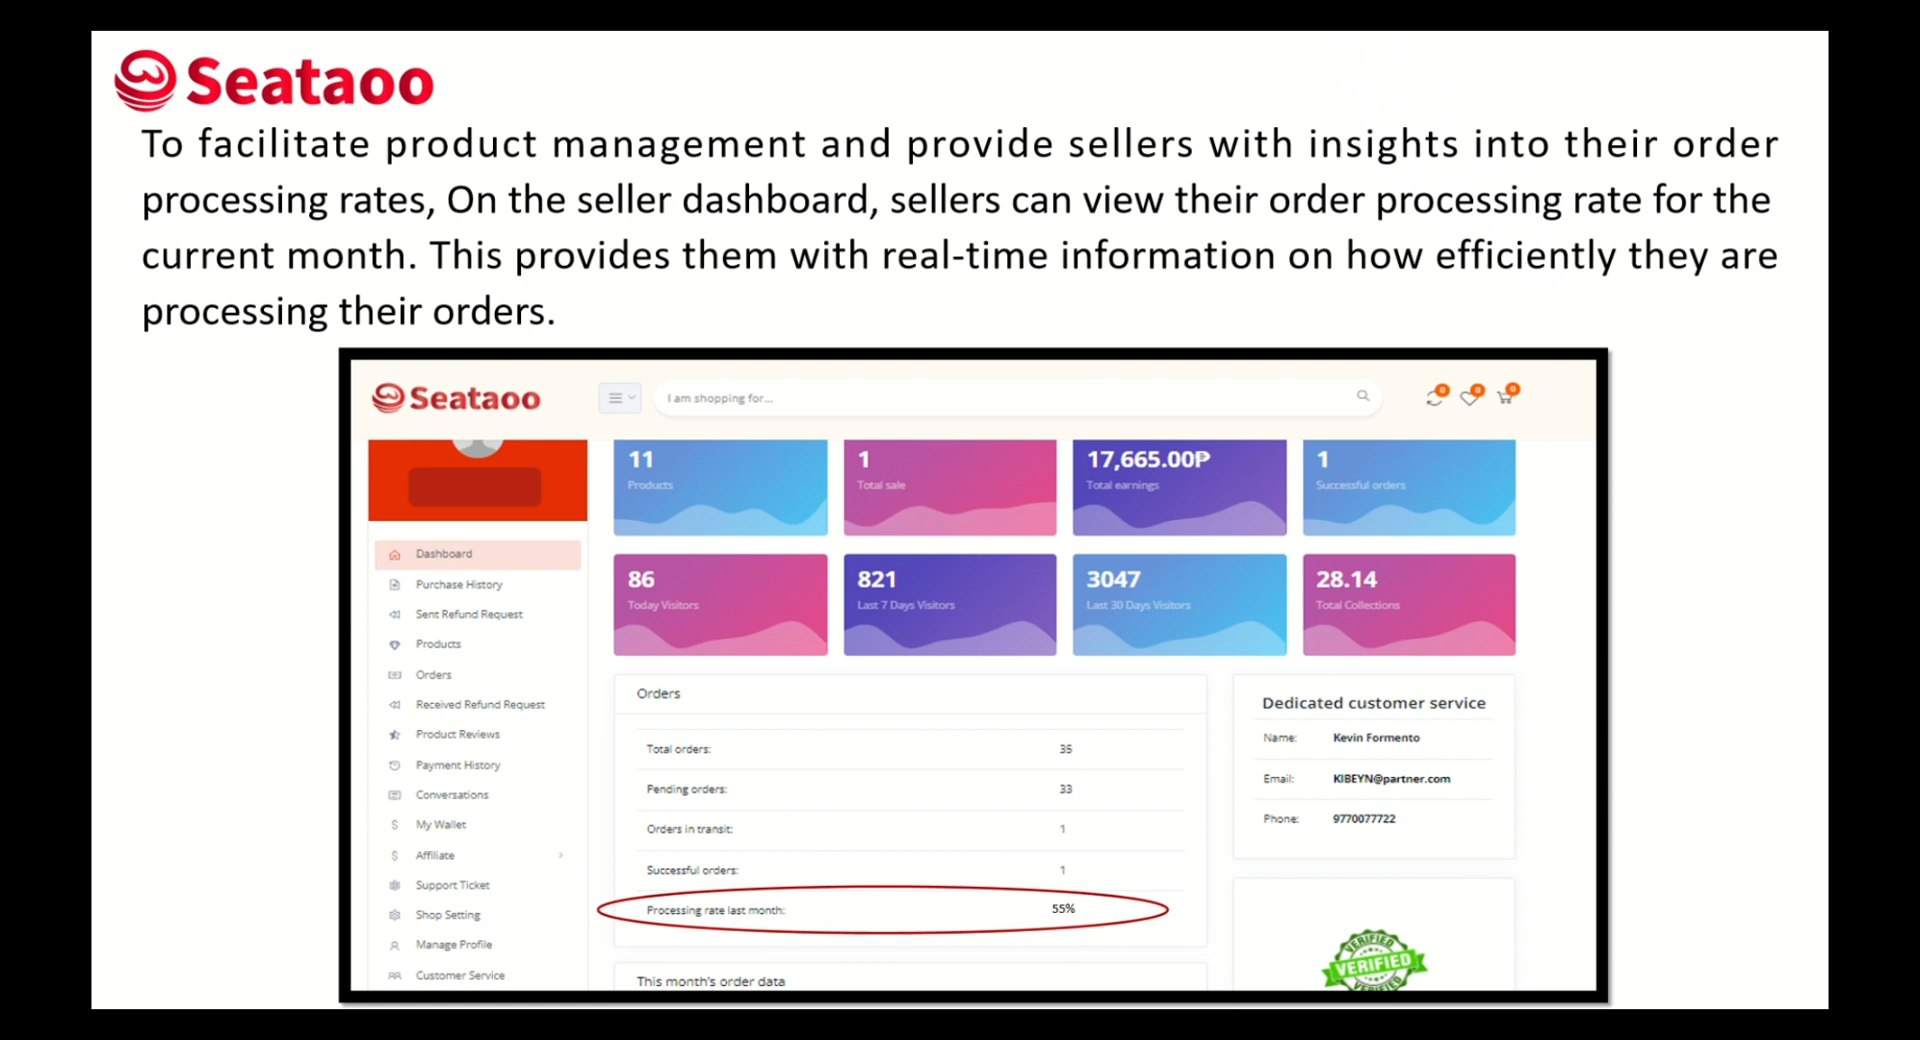 Seataoo
To facilitate product management and provide sellers with insights into their order
processing rates, On the seller dashboard, sellers can view their order processing rate for the
current month. This provides them with real-time information on how efficiently they are
processing their orders.
Seataoo
I am shopping for...
0 0 0
11
Products
1
Total sale
17,665.00₱
Total earnings
1
Successful orders
86
Today Visitors
821
Last 7 Days Visitors
3047
Last 30 Days Visitors
28.14
Total Collections
Dashboard
Purchase History
Sent Refund Request
Products
Orders
Received Refund Request
Product Reviews
Payment History
Conversations
My Wallet
Affiliate
Support Ticket
Shop Setting
Manage Profile
Customer Service
Orders
Total orders: 35
Pending orders: 33
Orders in transit: 1
Successful orders: 1
Processing rate last month: 55%
This month's order data
Dedicated customer service
Name: Kevin Formento
Email: KIBEYN@partner.com
Phone: 9770077722
VERIFIED
VERIFIED
VERIFIED